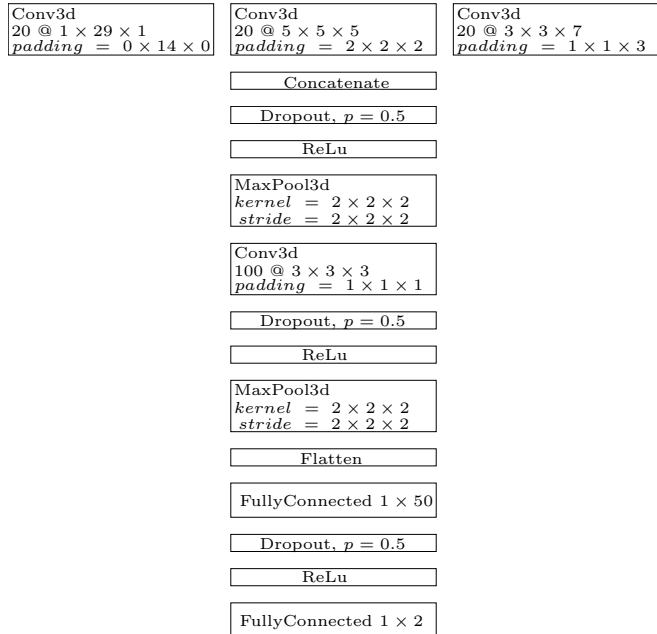 Conv3d
20 @ 1 × 29 × 1
padding = 0 × 14 × 0
Conv3d
20 @ 5 × 5 × 5
padding = 2 × 2 × 2
Conv3d
20 @ 3 × 3 × 7
padding = 1 × 1 × 3
Concatenate
Dropout, p = 0.5
ReLu
MaxPool3d
kernel = 2 × 2 × 2
stride = 2 × 2 × 2
Conv3d
100 @ 3 × 3 × 3
padding = 1 × 1 × 1
Dropout, p = 0.5
ReLu
MaxPool3d
kernel = 2 × 2 × 2
stride = 2 × 2 × 2
Flatten
FullyConnected 1 × 50
Dropout, p = 0.5
ReLu
FullyConnected 1 × 2